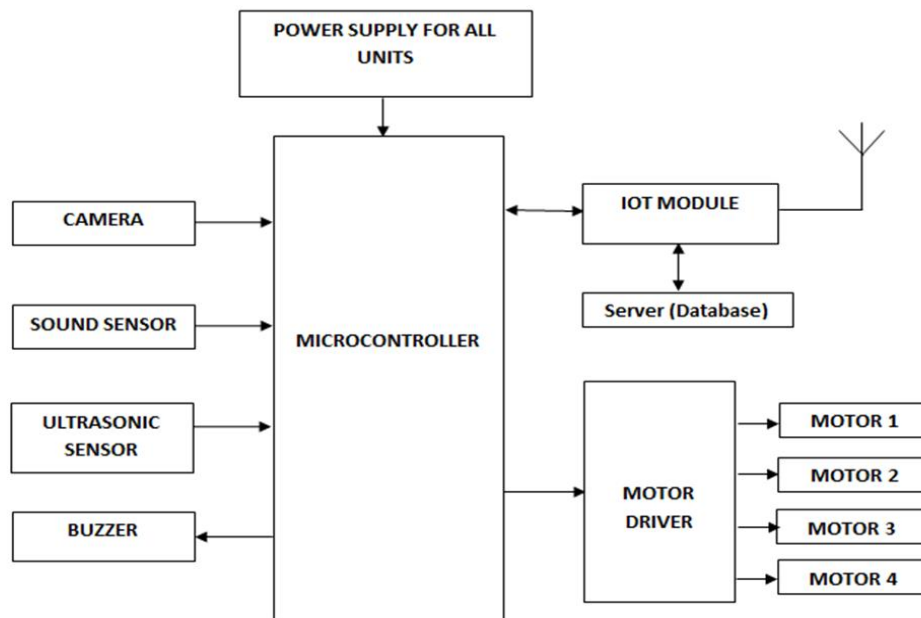 POWER SUPPLY FOR ALL
UNITS
CAMERA
SOUND SENSOR
ULTRASONIC
SENSOR
BUZZER
MICROCONTROLLER
IOT MODULE
Server (Database)
MOTOR
DRIVER
MOTOR 1
MOTOR 2
MOTOR 3
MOTOR 4